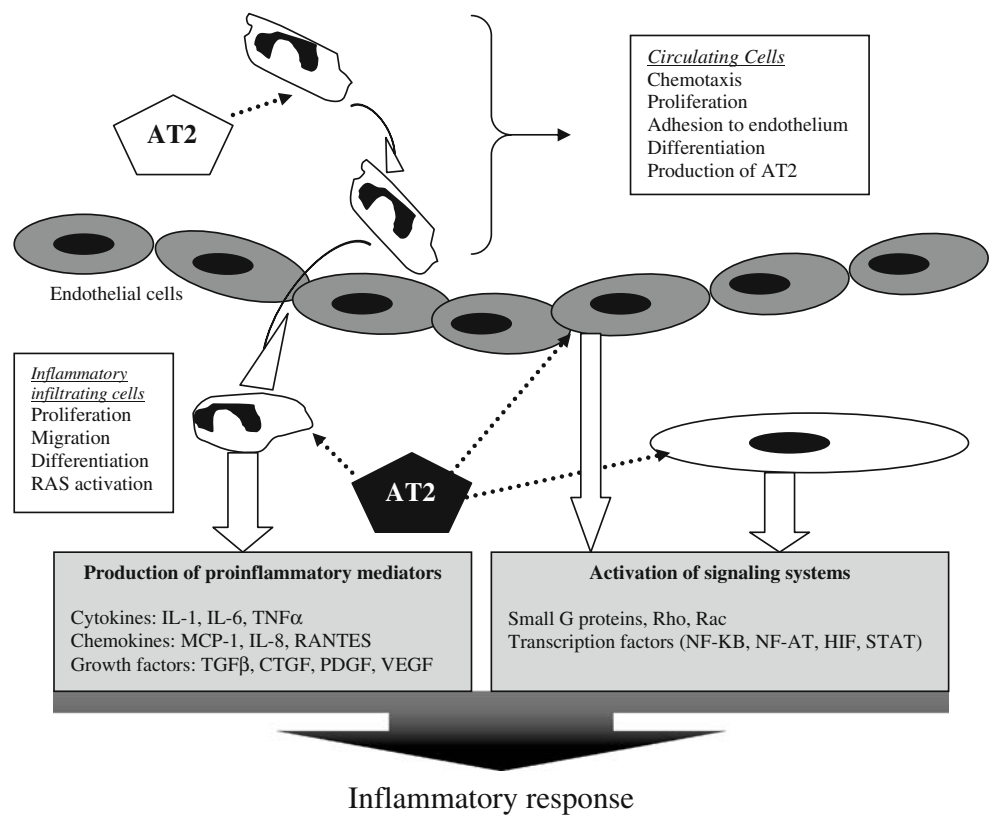 Circulating Cells
Chemotaxis
Proliferation
Adhesion to endothelium
Differentiation
Production of AT2
AT2
Endothelial cells
Inflammatory
infiltrating cells
Proliferation
Migration
Differentiation
RAS activation
AT2
Production of proinflammatory mediators
Cytokines: IL-1, IL-6, TNFα
Chemokines: MCP-1, IL-8, RANTES
Growth factors: TGFβ, CTGF, PDGF, VEGF
Activation of signaling systems
Small G proteins, Rho, Rac
Transcription factors (NF-KB, NF-AT, HIF, STAT)
Inflammatory response